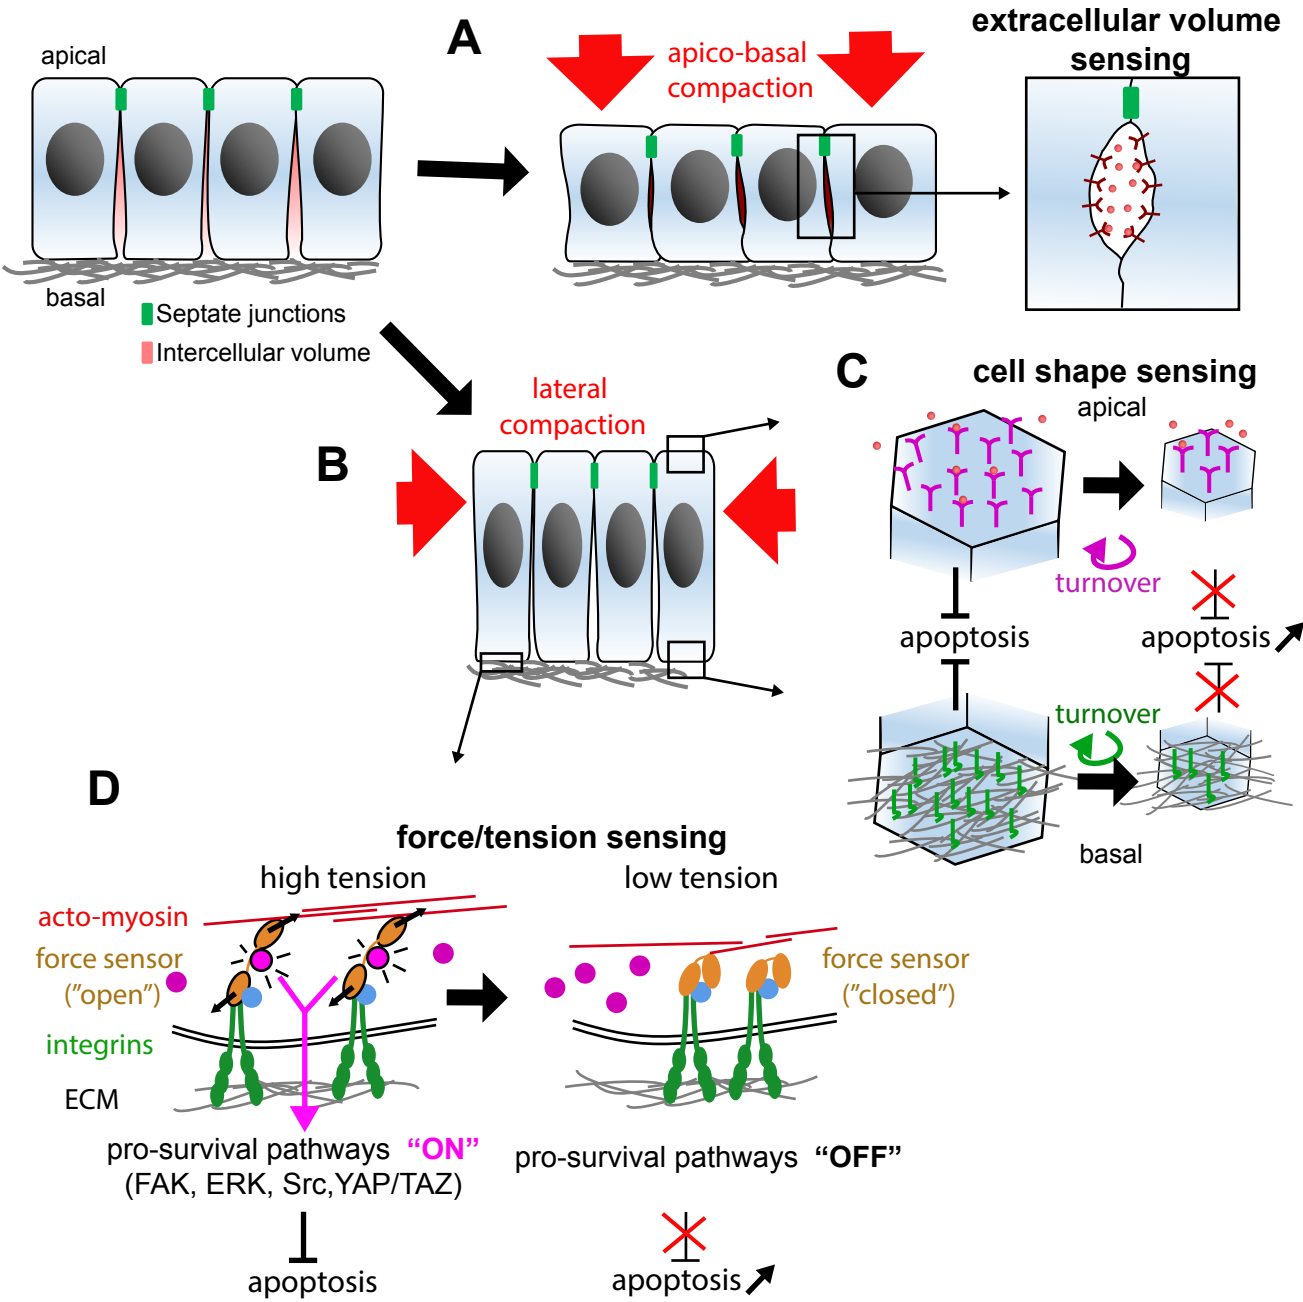 apical
basal
Septate junctions
Intercellular volume
A
apico-basal
compaction
extracellular volume
sensing
B
lateral
compaction
C
cell shape sensing
apical
turnover
apoptosis
apoptosis
turnover
basal
D
force/tension sensing
high tension
low tension
acto-myosin
force sensor
("open")
integrins
ECM
force sensor
("closed")
pro-survival pathways “ON”
(FAK, ERK, Src,YAP/TAZ)
pro-survival pathways “OFF”
apoptosis
apoptosis